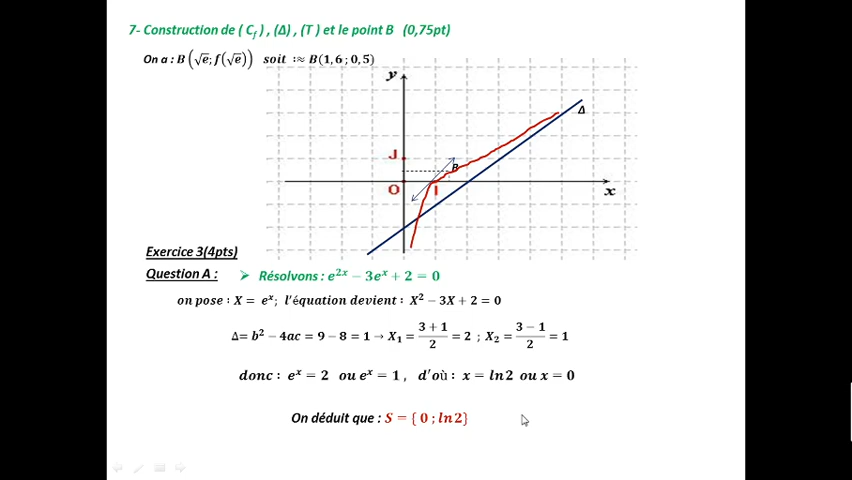 7- Construction de ( C_f ) , (Δ) , (T ) et le point B (0,75pt)
On a : B(√e; f(√e)) soit :≈ B(1,6 ; 0,5)
y
Δ
J
B
O
I
x
Exercice 3(4pts)
Question A : ➢ Résolvons : e^{2x} − 3e^x + 2 = 0
on pose : X = e^x; l'équation devient : X² − 3X + 2 = 0
Δ= b² − 4ac = 9 − 8 = 1 → X₁ = (3 + 1)/2 = 2 ; X₂ = (3 − 1)/2 = 1
donc : e^x = 2 ou e^x = 1 , d'où : x = ln2 ou x = 0
On déduit que : S = { 0 ; ln2}